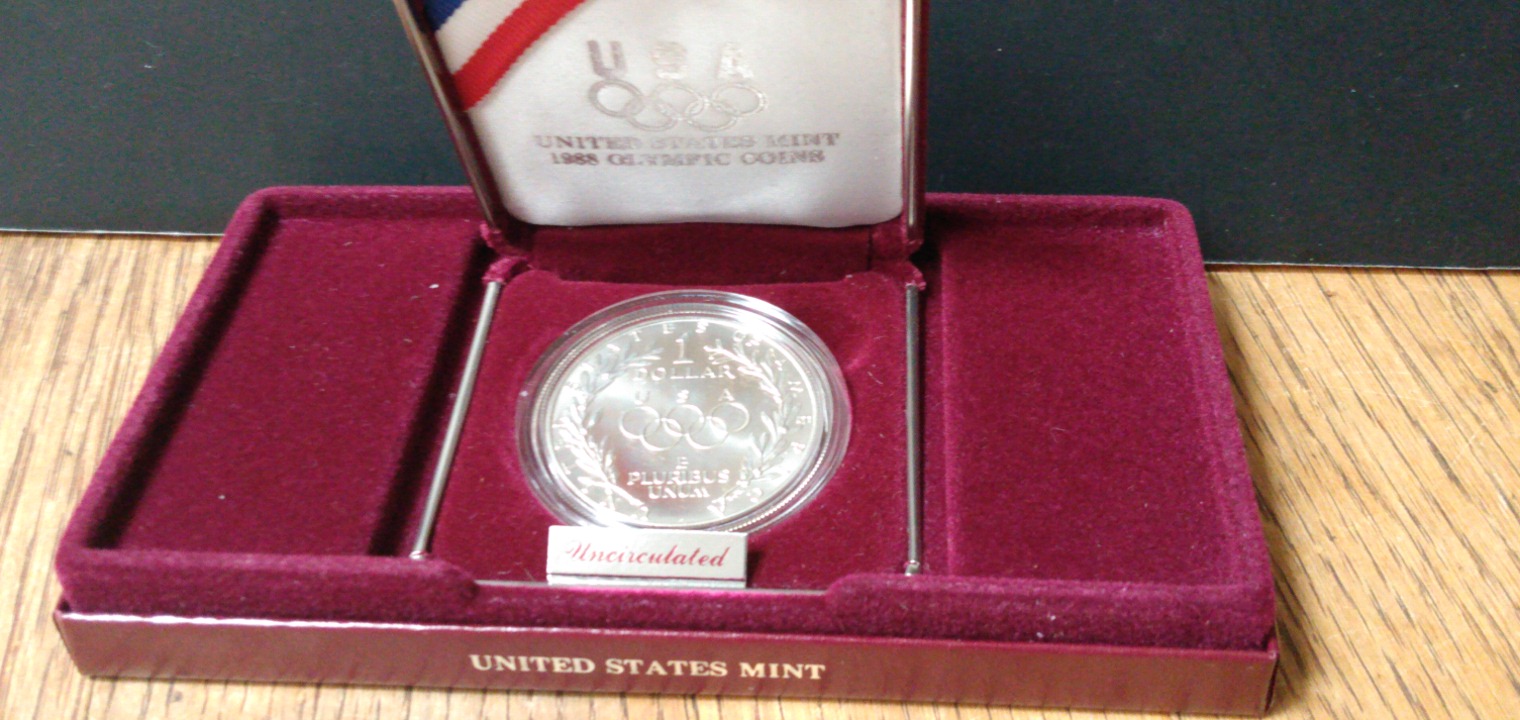 USA
UNITED STATES MINT
1988 OLYMPIC COINS
1
DOLLAR
USA
E
PLURIBUS
UNUM
Uncirculated
UNITED STATES MINT